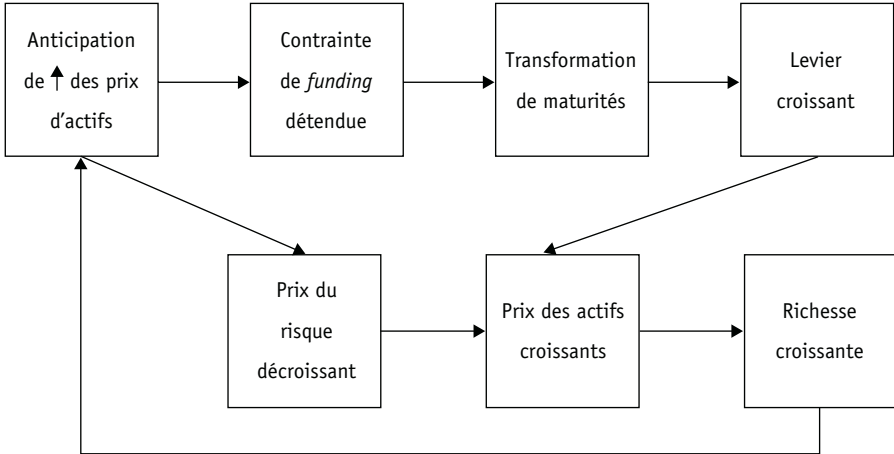 Anticipation
de ↑ des prix
d'actifs
Contrainte
de funding
détendue
Transformation
de maturités
Levier
croissant
Prix du
risque
décroissant
Prix des actifs
croissants
Richesse
croissante